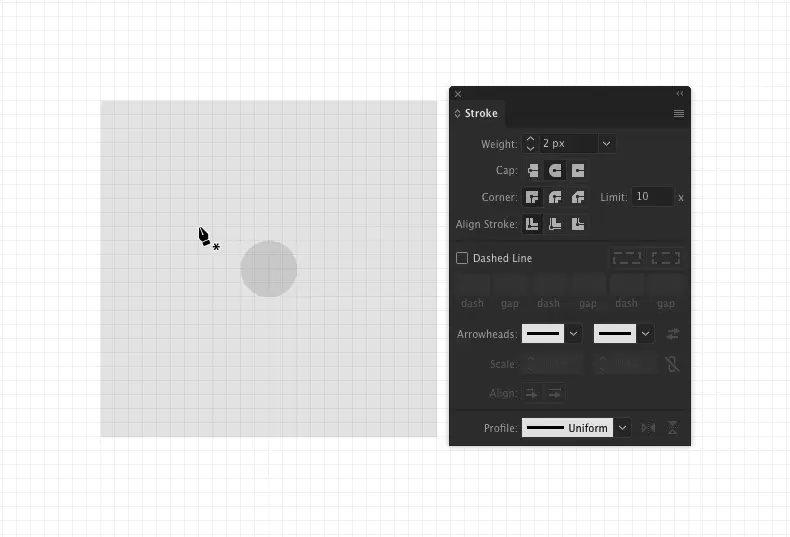 Stroke
Weight: 2 px
Cap:
Corner: Limit: 10 x
Align Stroke:
Dashed Line
dash gap dash gap dash gap
Arrowheads:
Scale:
Align:
Profile: Uniform